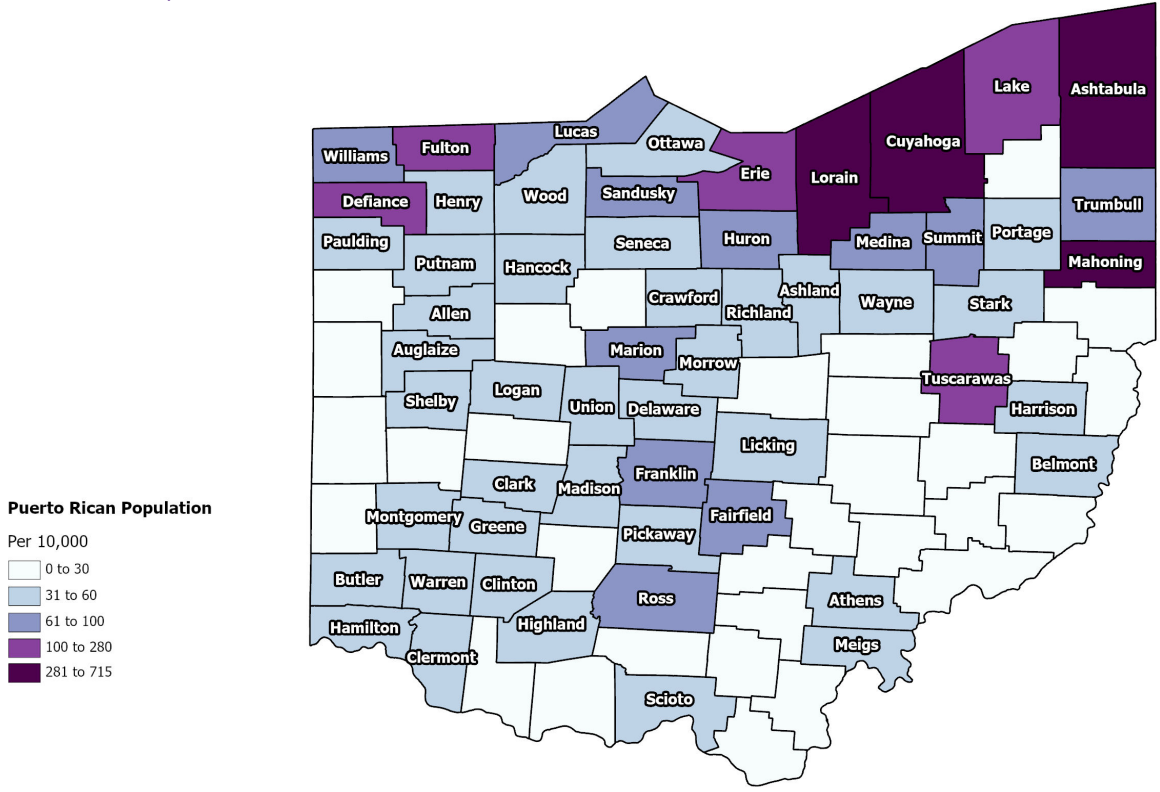 Lake
Ashtabula
Lucas
Cuyahoga
Ottawa
Fulton
Williams
Erie
Lorain
Wood
Sandusky
Defiance
Henry
Trumbull
Portage
Huron
Medina
Summit
Paulding
Seneca
Mahoning
Putnam
Hancock
Ashland
Crawford
Wayne
Stark
Richland
Allen
Auglaize
Marion
Morrow
Tuscarawas
Logan
Shelby
Union
Delaware
Harrison
Licking
Belmont
Franklin
Clark
Madison
Puerto Rican Population
Montgomery
Fairfield
Greene
Pickaway
Per 10,000
0 to 30
Butler
Warren
Clinton
31 to 60
Ross
Athens
61 to 100
Highland
Hamilton
100 to 280
Meigs
Clermont
281 to 715
Scioto